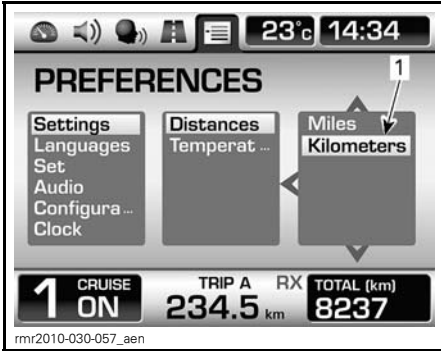 23°c 14:34
PREFERENCES
1
Settings
Languages
Set
Audio
Configura...
Clock
Distances
Temperat...
Miles
Kilometers
1 CRUISE ON
TRIP A
234.5 km
RX
TOTAL (km)
8237
rmr2010-030-057_aen